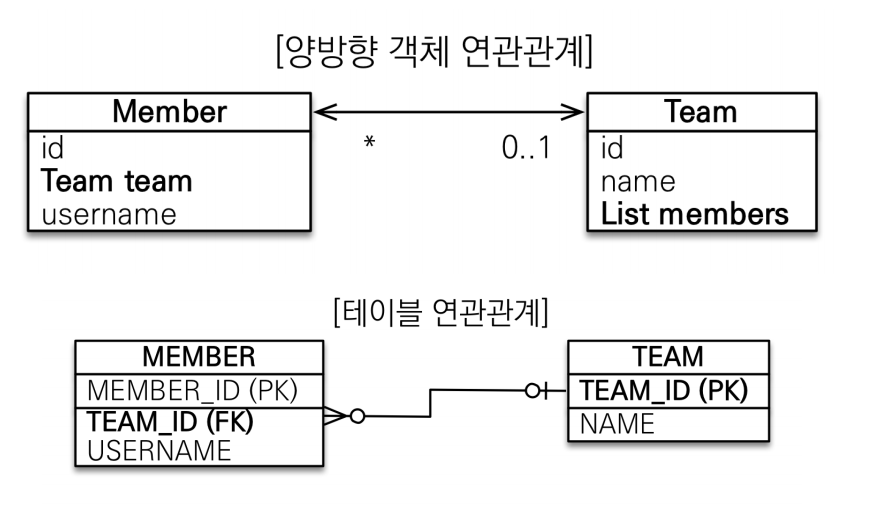 [양방향 객체 연관관계]
Member
id
Team team
username
* 0..1
Team
id
name
List members
[테이블 연관관계]
MEMBER
MEMBER_ID (PK)
TEAM_ID (FK)
USERNAME
TEAM
TEAM_ID (PK)
NAME